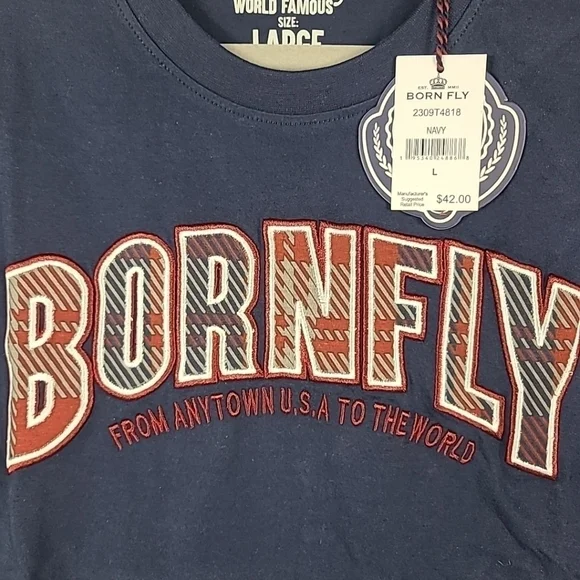 WORLD FAMOUS
SIZE:
LARGE
EST. MMII
BORN FLY
2309T4818
NAVY
L
Manufacturer's
Suggested
Retail Price
$42.00
BORNFLY
FROM ANYTOWN U.S.A TO THE WORLD